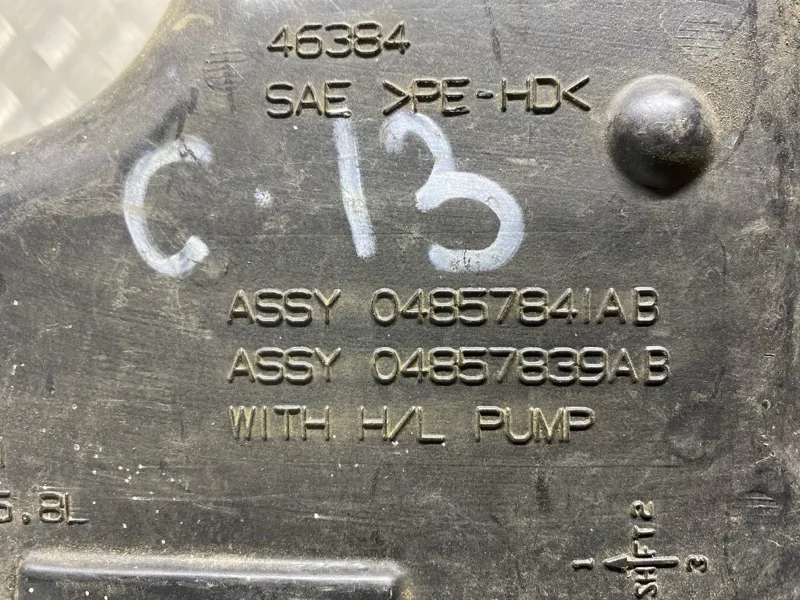 46384
SAE >PE-HD<
C·13
ASSY 04857841AB
ASSY 04857839AB
WITH H/L PUMP
5.8L
SHIFT
1 2 3